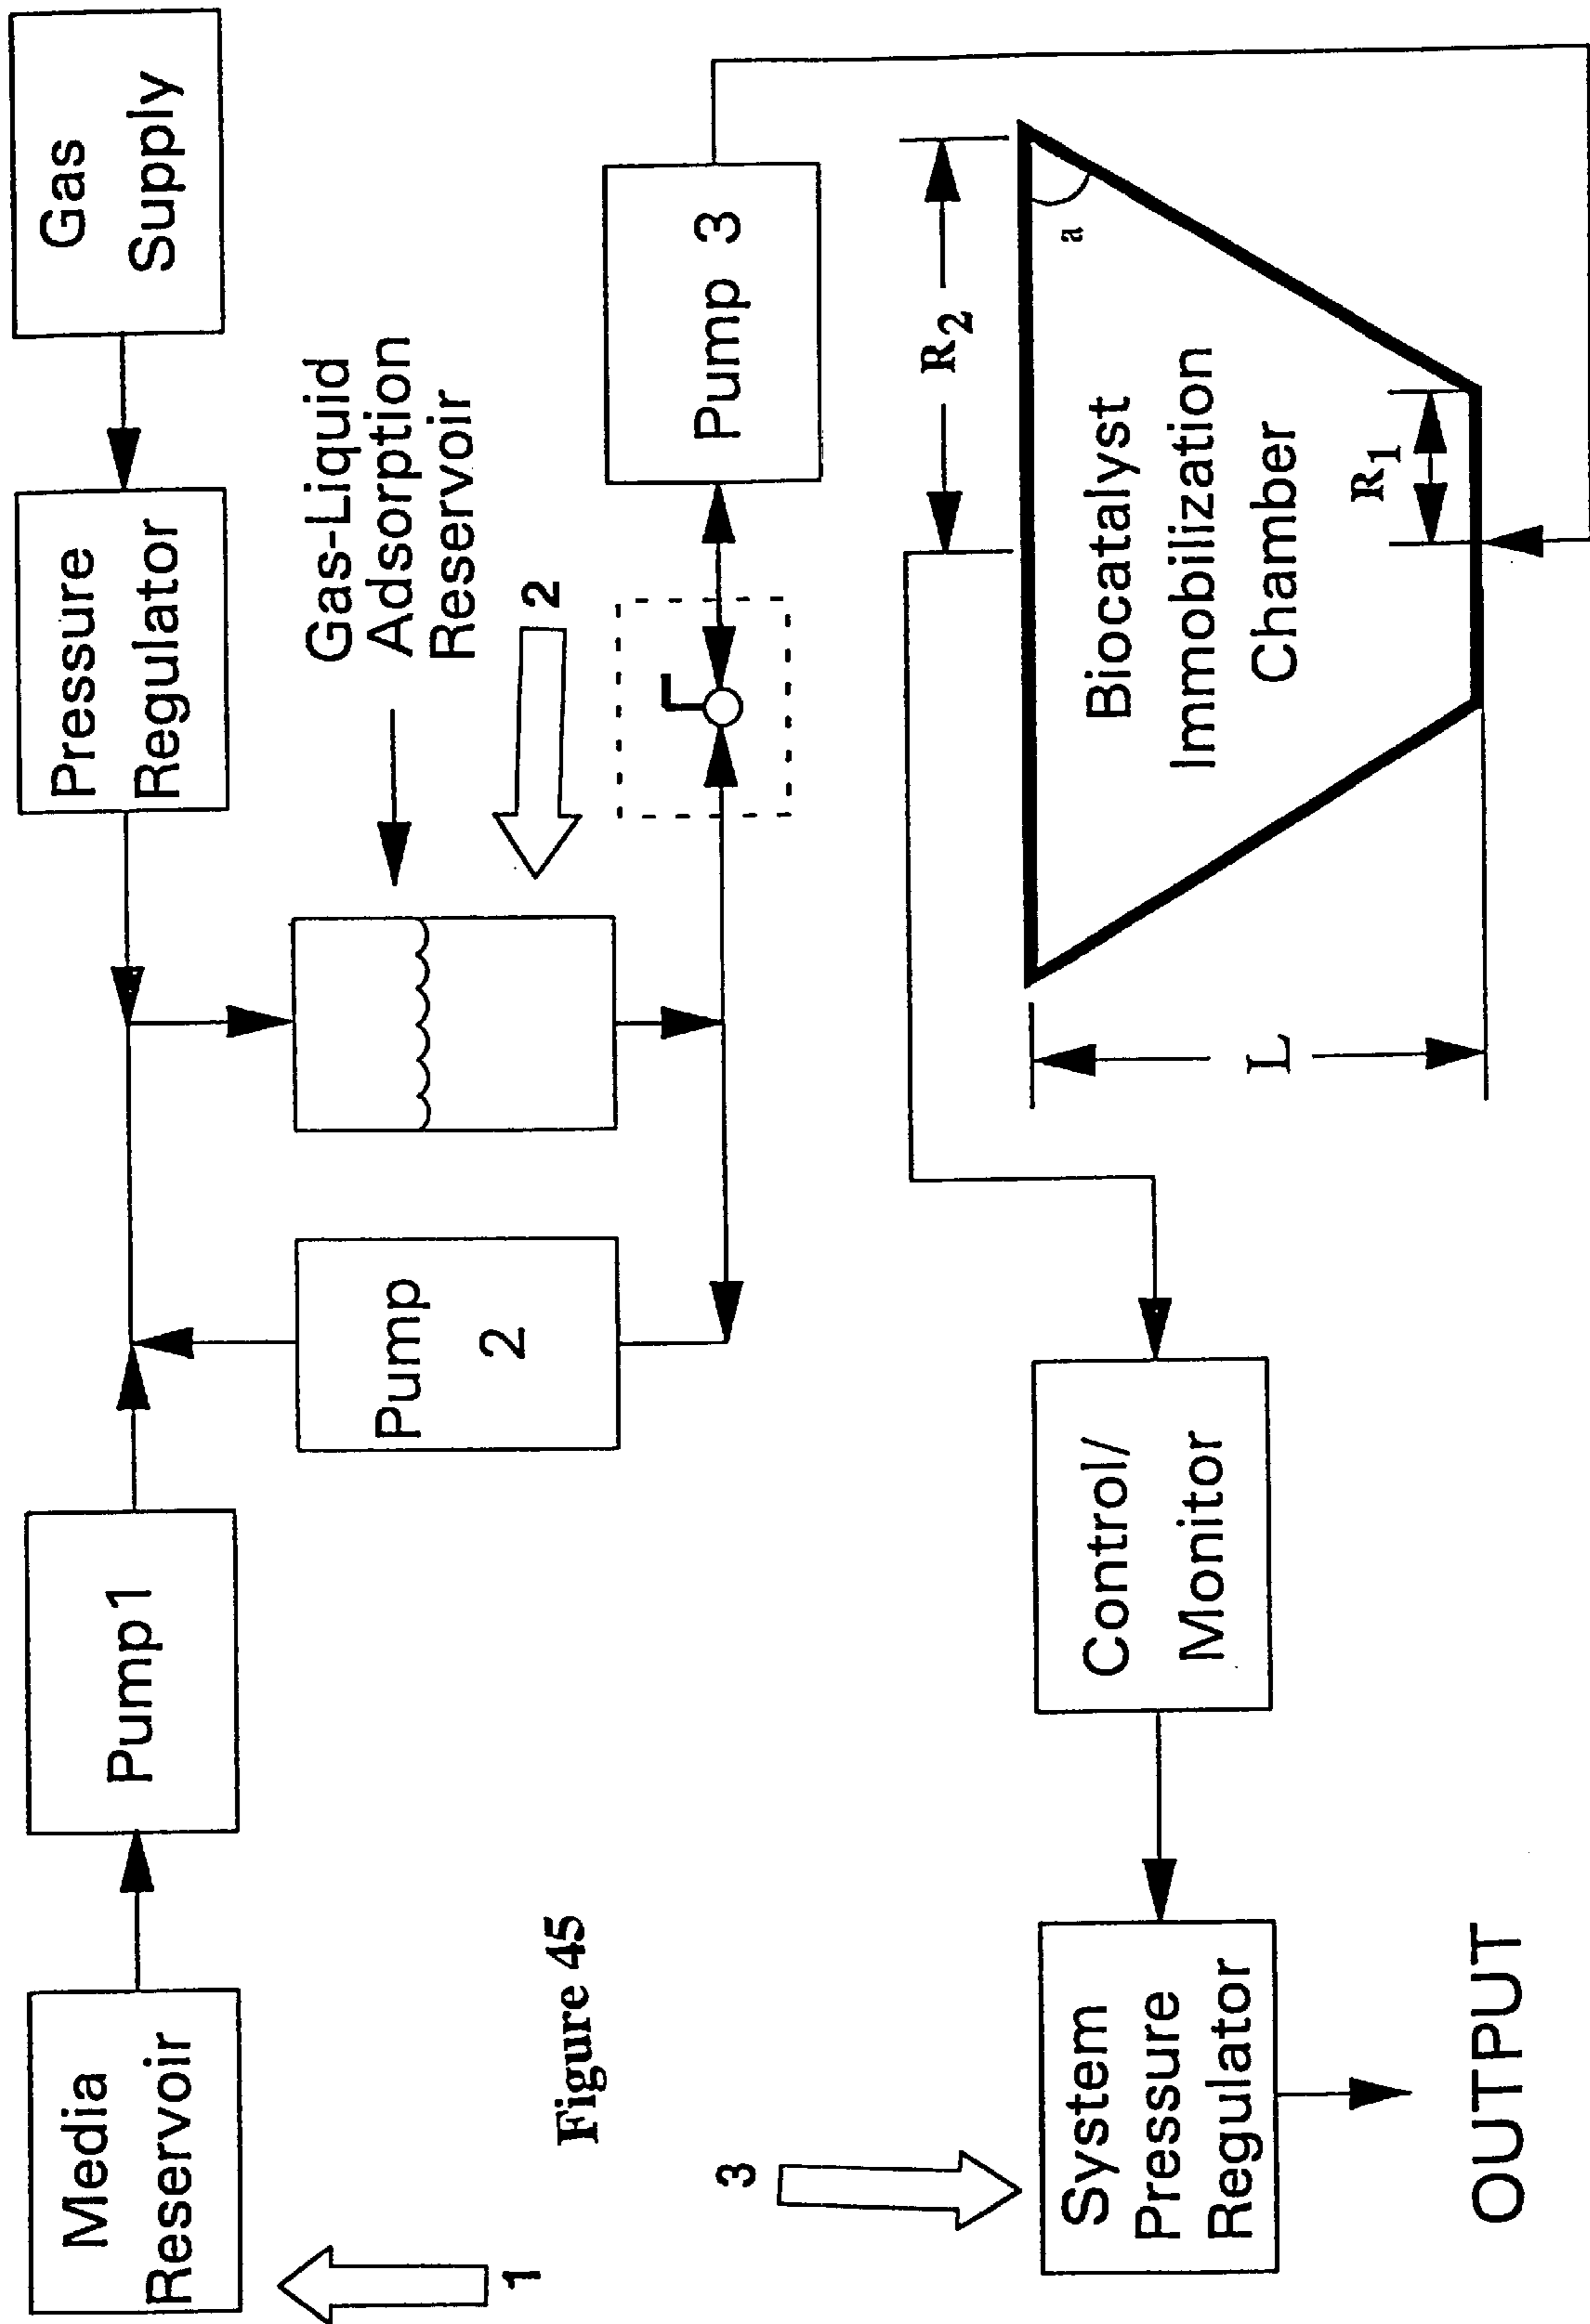 Media
Reservoir
Pump1
Pressure
Regulator
Gas
Supply
Pump
2
Gas-Liquid
Adsorption
Reservoir
1
2
Figure 45
Pump 3
3
System
Pressure
Regulator
Control/
Monitor
R2
a
L
Biocatalyst
Immobilization
Chamber
R1
OUTPUT